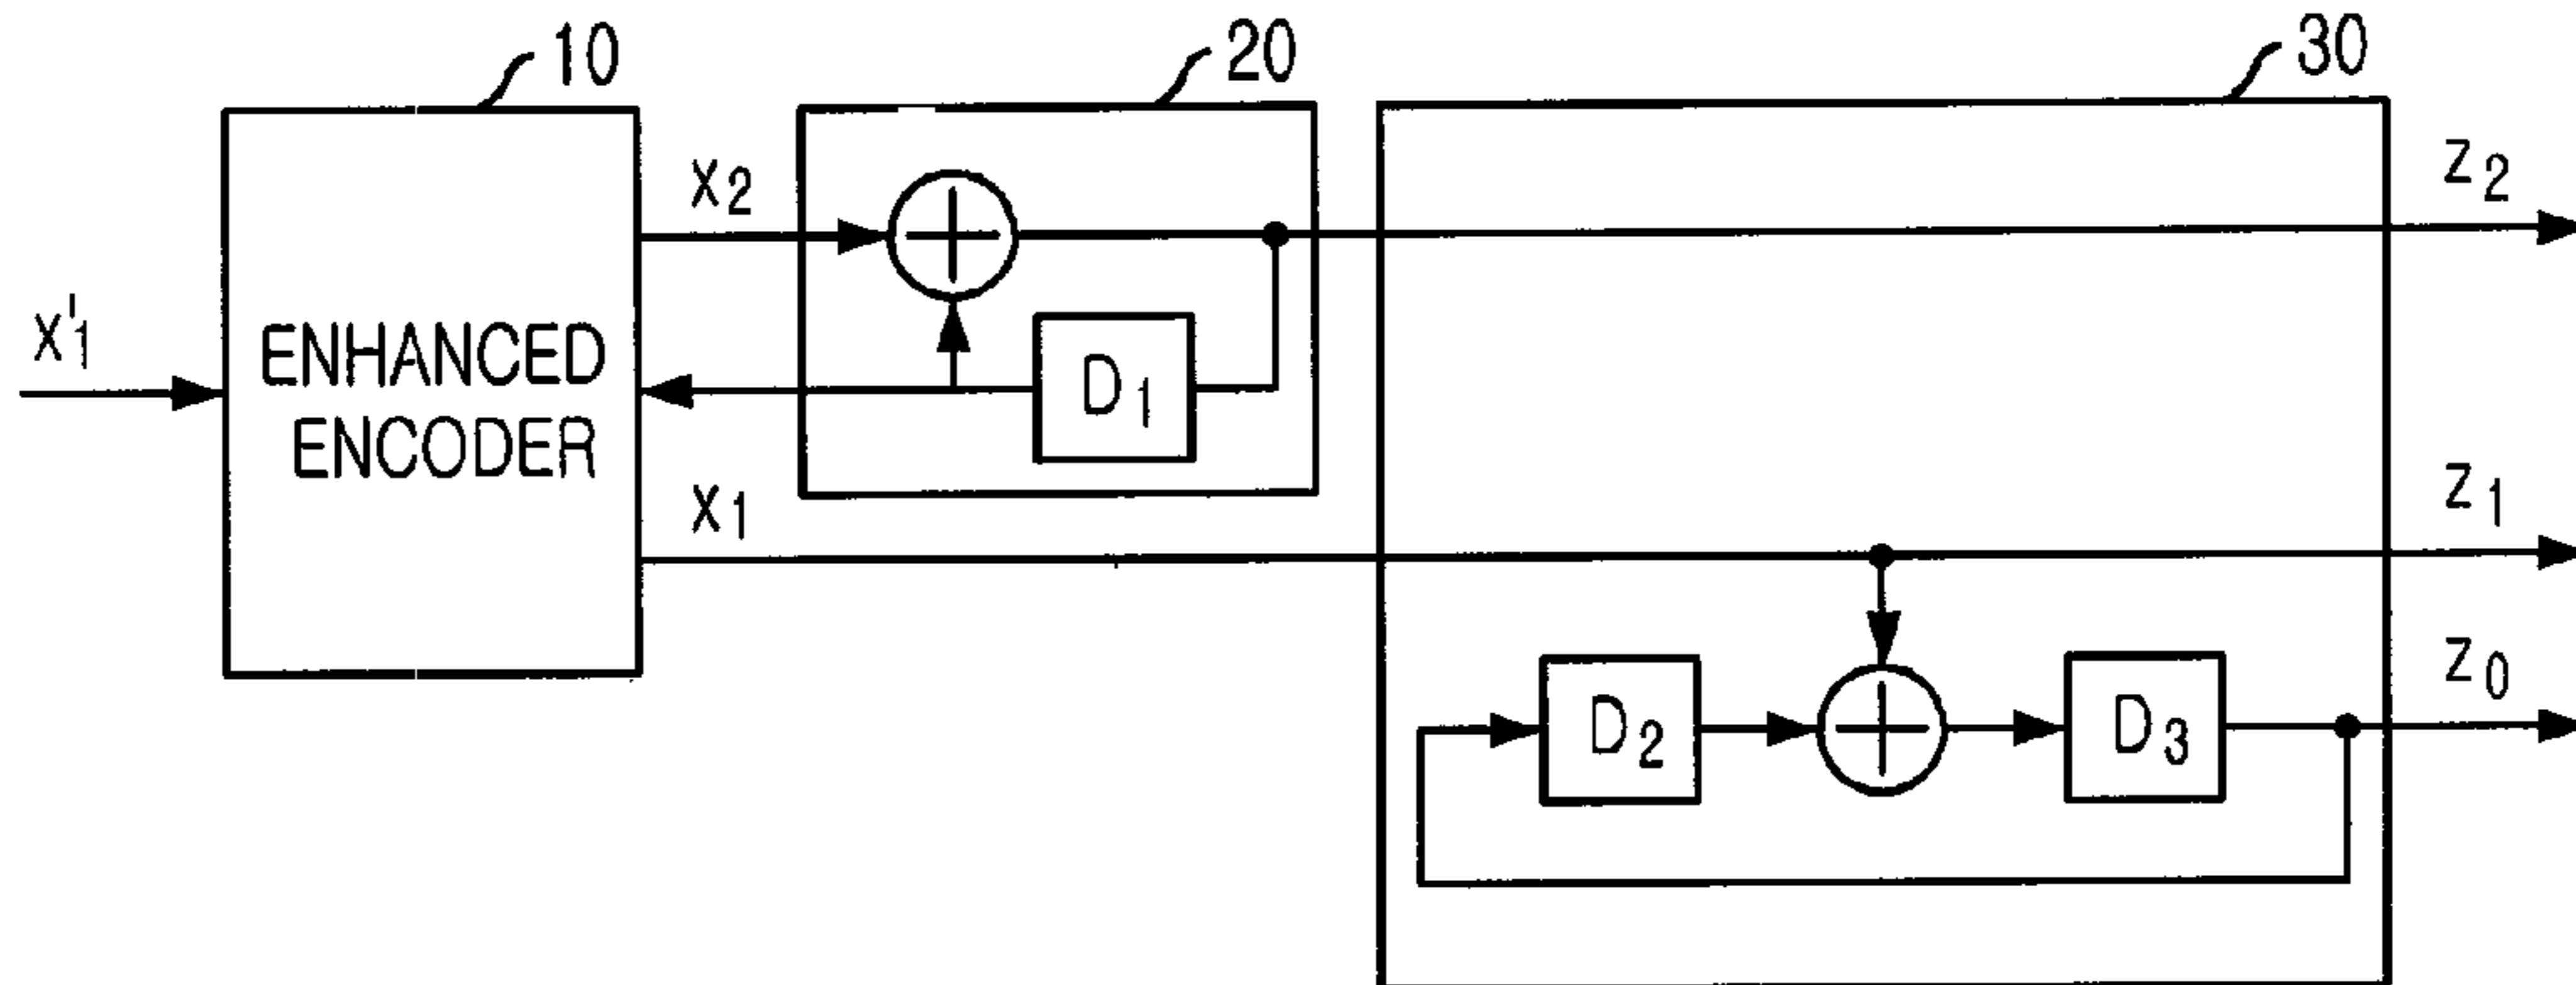 10
20
30
x'1
ENHANCED
ENCODER
x2
x1
D1
D2
D3
z2
z1
z0